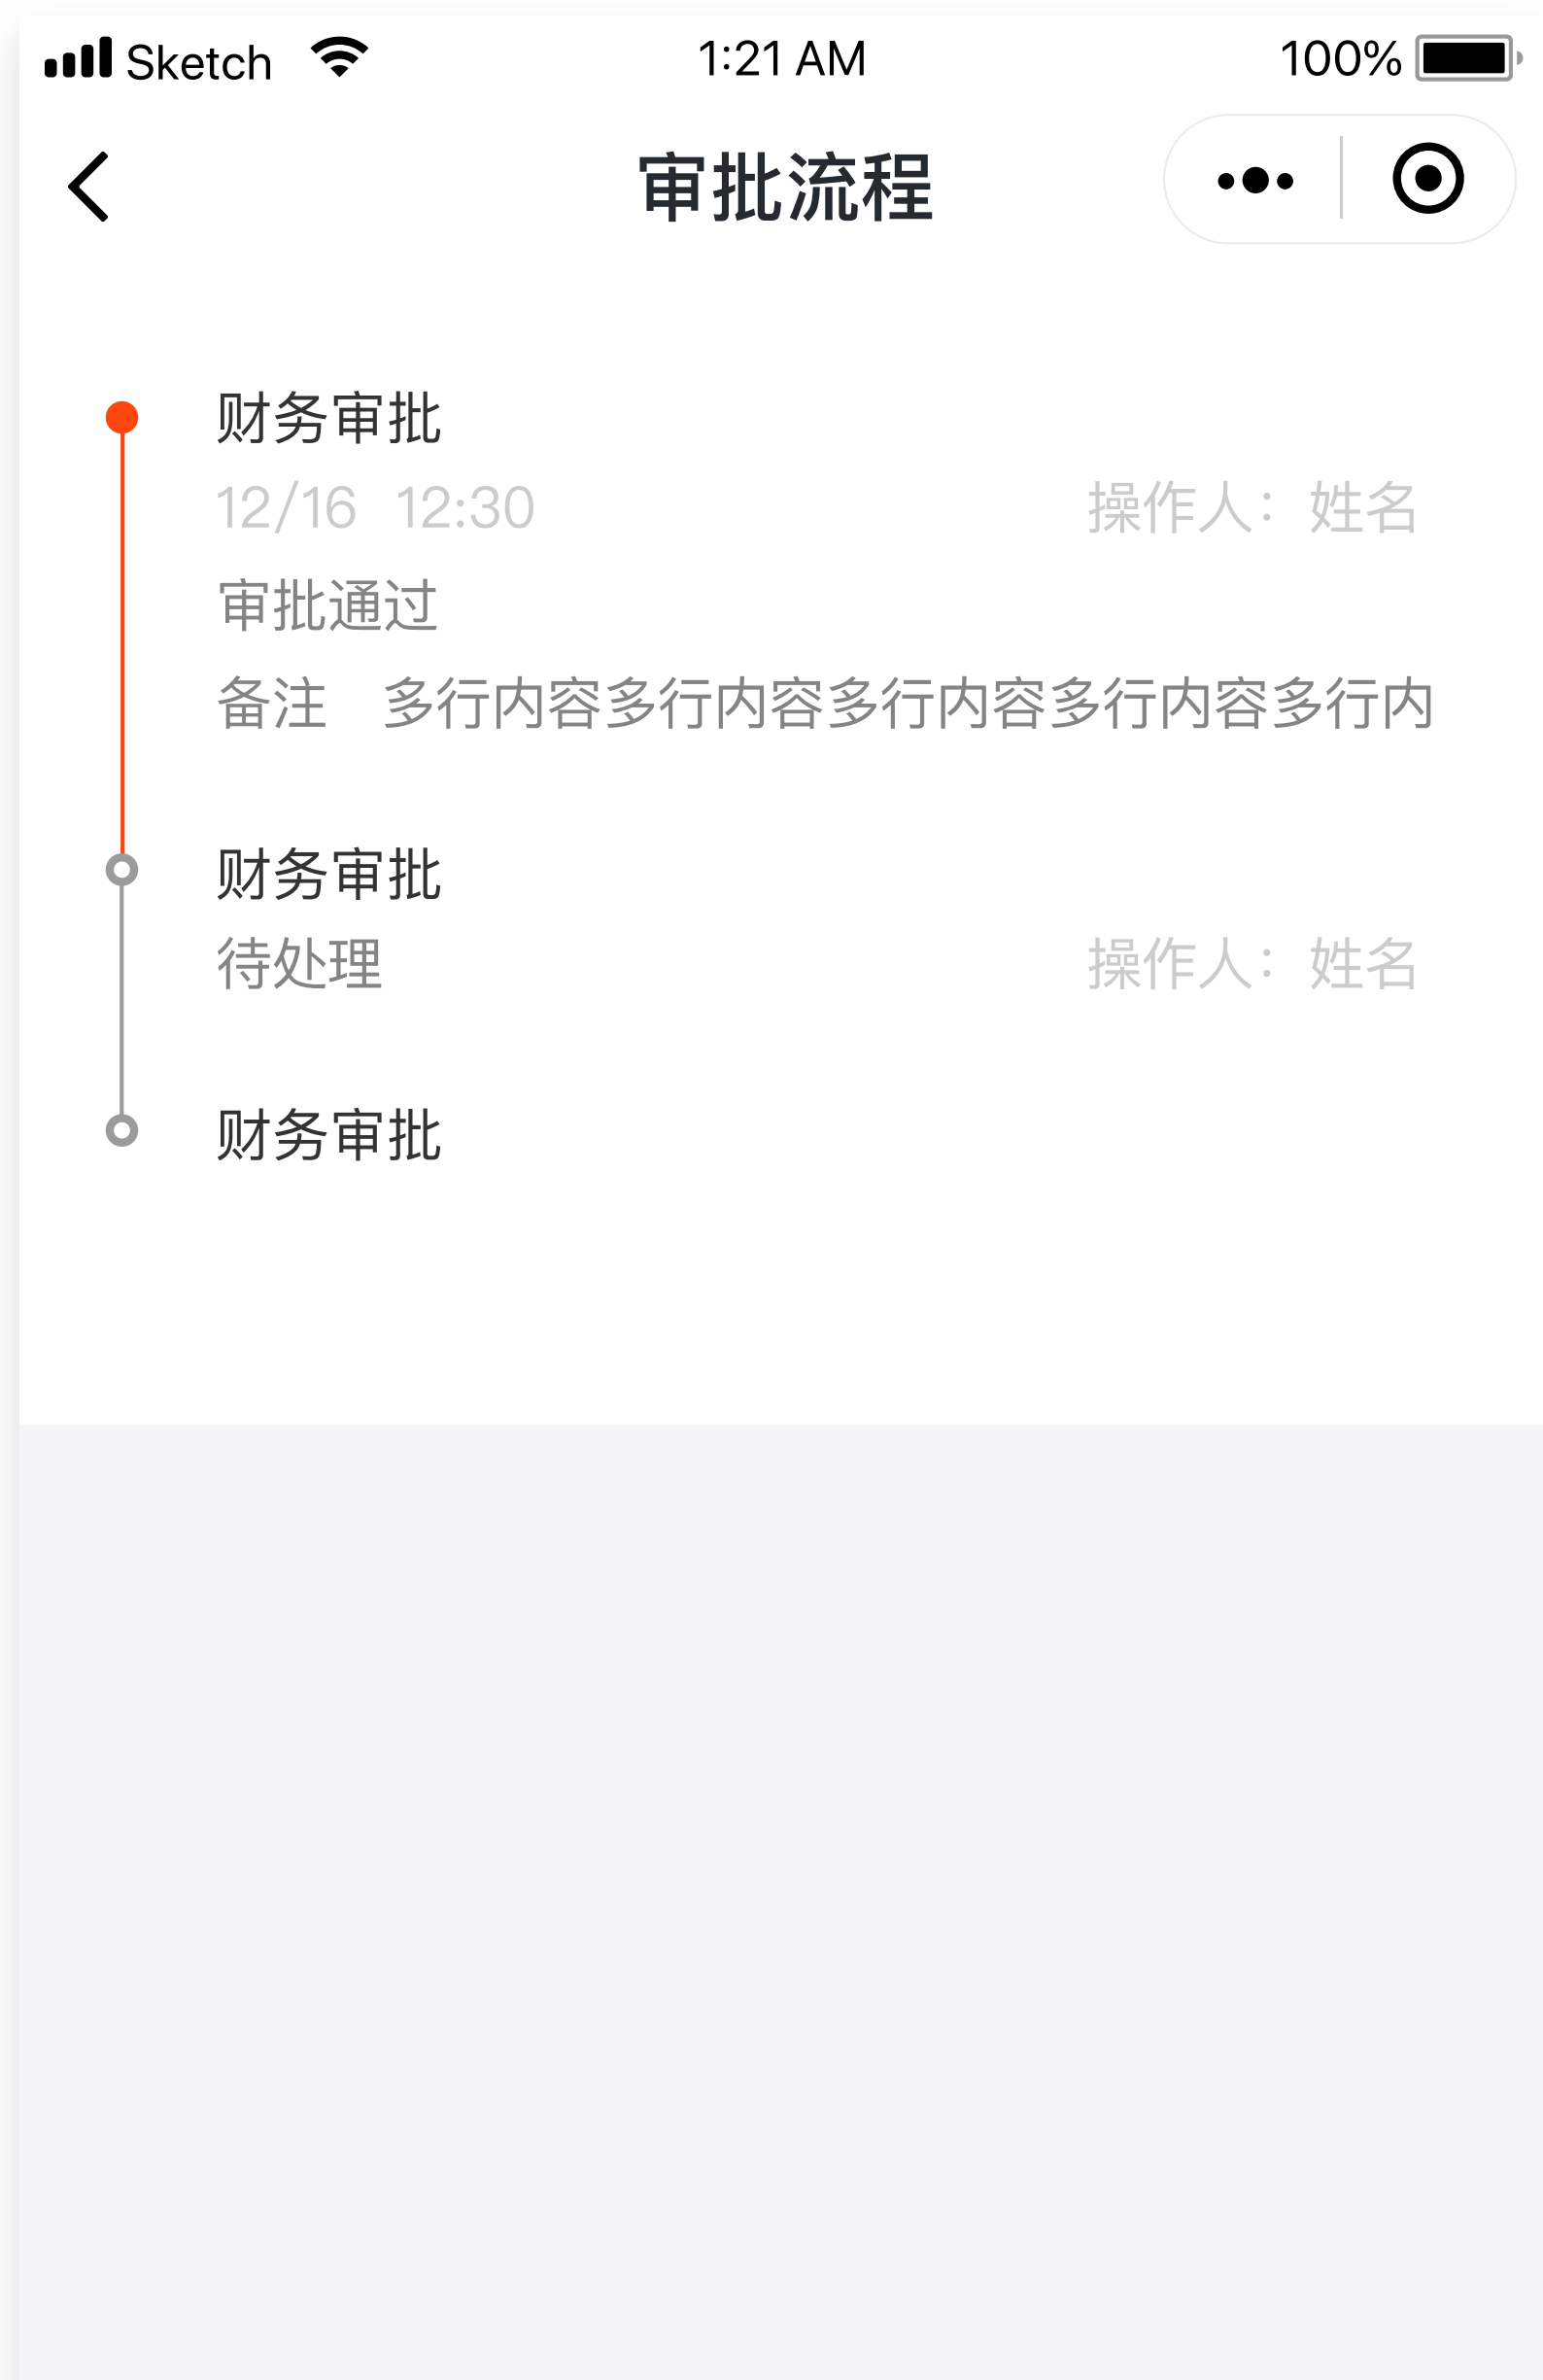 Sketch 1:21 AM 100%
审批流程
财务审批
12/16 12:30 操作人：姓名
审批通过
备注 多行内容多行内容多行内容多行内容多行内
财务审批
待处理 操作人：姓名
财务审批